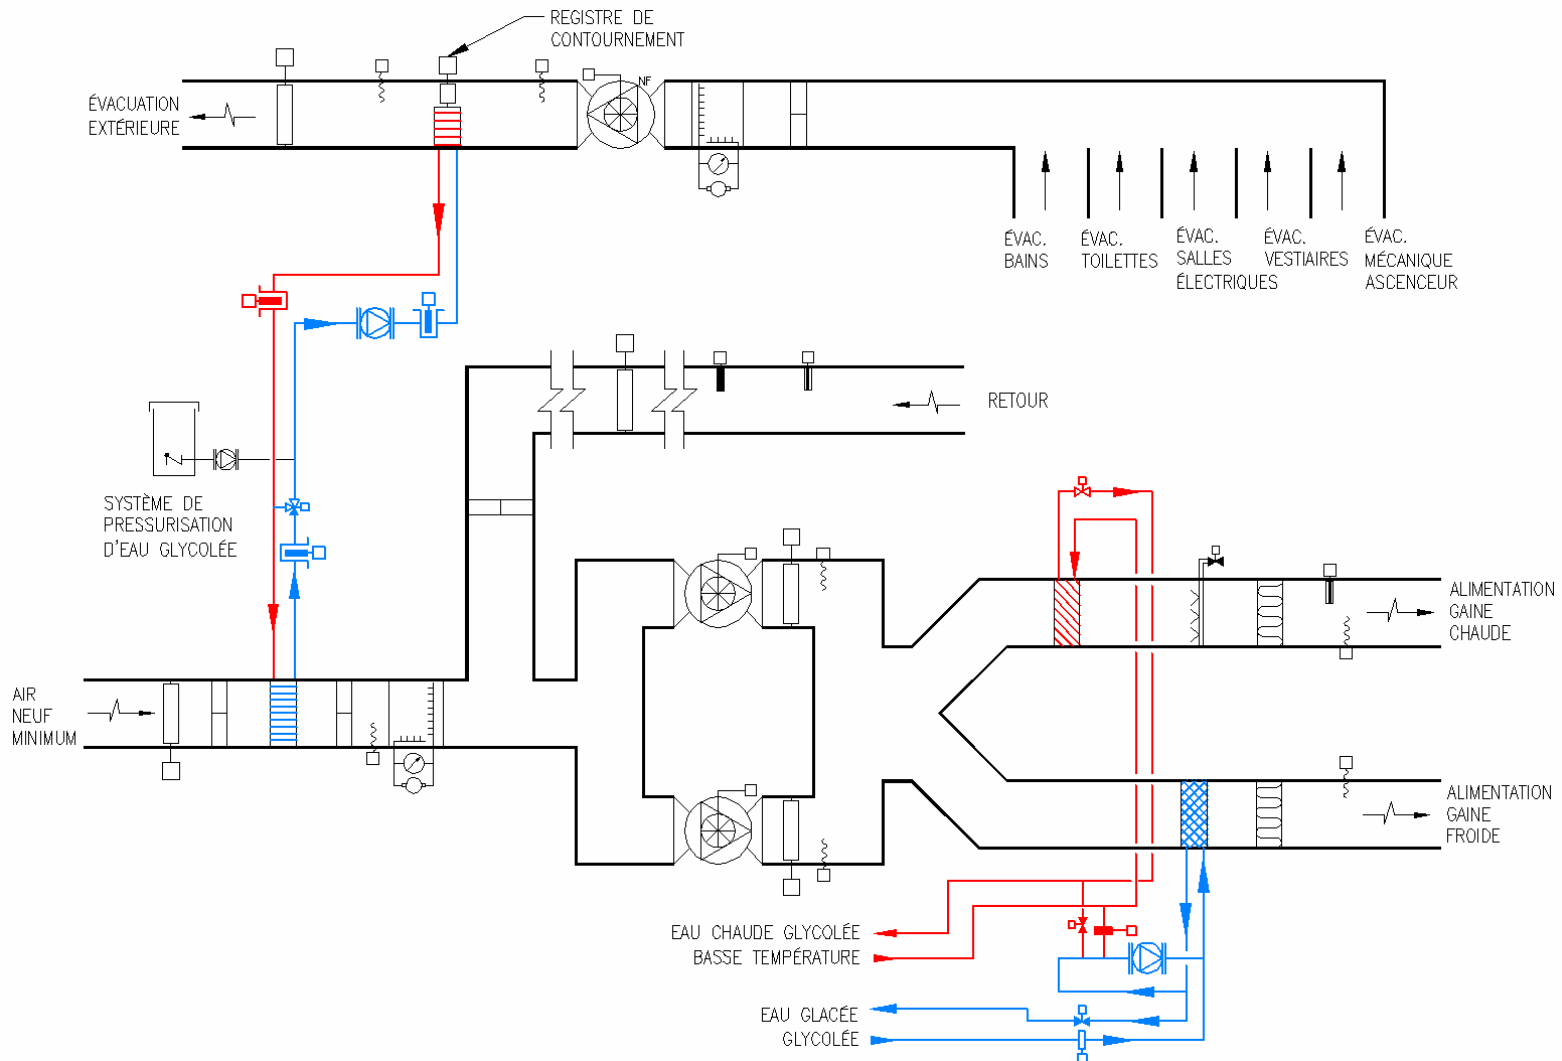 REGISTRE DE
CONTOURNEMENT
NF
ÉVACUATION
EXTÉRIEURE
ÉVAC.
BAINS
ÉVAC.
TOILETTES
ÉVAC.
SALLES
ÉLECTRIQUES
ÉVAC.
VESTIAIRES
ÉVAC.
MÉCANIQUE
ASCENCEUR
RETOUR
SYSTÈME DE
PRESSURISATION
D'EAU GLYCOLÉE
ALIMENTATION
GAINE
CHAUDE
AIR
NEUF
MINIMUM
ALIMENTATION
GAINE
FROIDE
EAU CHAUDE GLYCOLÉE
BASSE TEMPÉRATURE
EAU GLACÉE
GLYCOLÉE